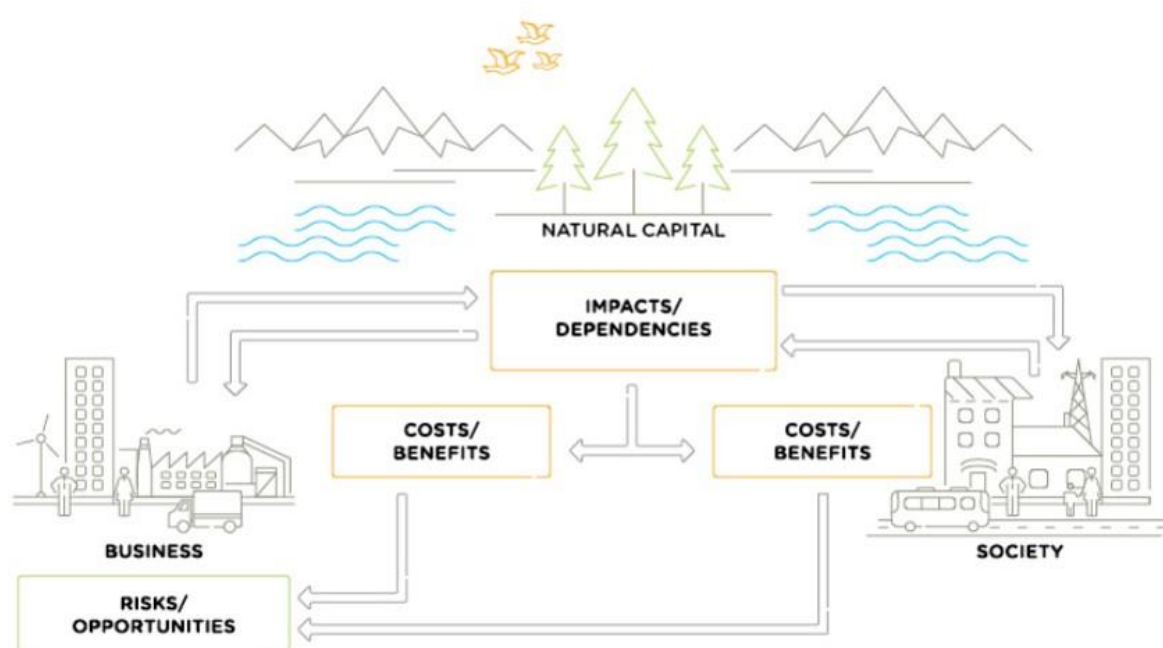 NATURAL CAPITAL
IMPACTS/
DEPENDENCIES
COSTS/
BENEFITS
COSTS/
BENEFITS
BUSINESS
SOCIETY
RISKS/
OPPORTUNITIES